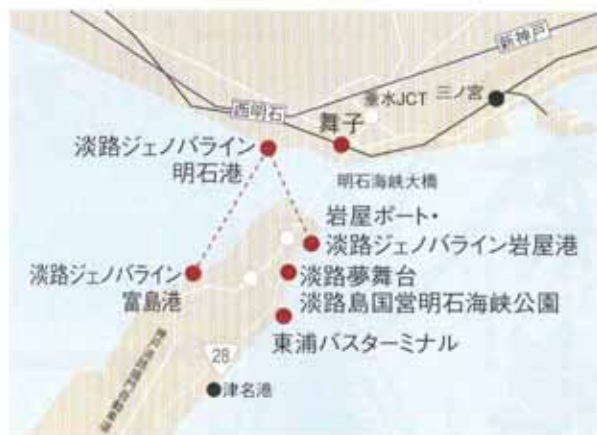 新神戸
三ノ宮
垂水JCT
西明石
舞子
淡路ジェノバライン
明石港
明石海峡大橋
岩屋ポート・
淡路ジェノバライン岩屋港
淡路ジェノバライン
富島港
淡路夢舞台
淡路島国営明石海峡公園
東浦バスターミナル
28
津名港